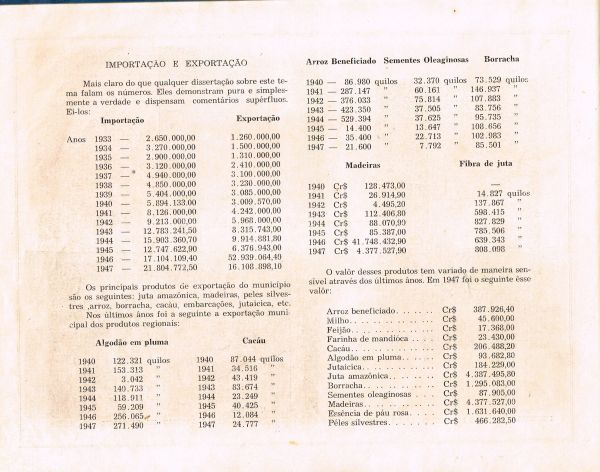 IMPORTAÇÃO E EXPORTAÇÃO
Mais claro do que qualquer dissertação sobre este te-
ma falam os números. Eles demonstram pura e simples-
mente a verdade e dispensam comentários supérfluos.
Ei-los:
Importação Exportação
Anos 1933 — 2.650.000,00 1.260.000,00
1934 — 3.270.000,00 1.500.000,00
1935 — 2.900.000,00 1.310.000,00
1936 — 3.120.000,00 2.410.000,00
1937 — 4.940.000,00 3.100.000,00
1938 — 4.850.000,00 3.230.000,00
1939 — 5.404.000,00 3.085.000,00
1940 — 5.894.133.00 3.009.570,00
1941 — 8.126.000,00 4.242.000,00
1942 — 9.213.000,00 5.968.000,00
1943 — 12.783.241,50 8.315.743,00
1944 — 15.903.360,70 9.914.881,80
1945 — 12.747.622,90 6.376.943,00
1946 — 17.104.109,40 52.939.064,40
1947 — 21.804.772,50 16.108.898,10
Os principais produtos de exportação do município
são os seguintes: juta amazônica, madeiras, peles silves-
tres ,arroz, borracha, cacáu, embarcações, jutaicica, etc.
Nos últimos ânos foi a seguinte a exportação muni
cipal dos produtos regionais:
Algodão em pluma Cacáu
1940 122.321 quilos 1940 87.044 quilos
1941 153.313 ” 1941 34.516 ”
1942 3.042 ” 1942 43.419 ”
1943 140.733 ” 1943 83.674 ”
1944 118.911 ” 1944 23.249 ”
1945 59.209 ” 1945 40.425 ”
1946 256.065 ” 1946 12.084 ”
1947 271.490 ” 1947 24.777 ”
Arroz Beneficiado Sementes Oleaginosas Borracha
1940 — 86.980 quilos 32.370 quilos 73.529 quilos
1941 — 287.147 ” 60.161 ” 146.937 ”
1942 — 376.033 ” 75.814 ” 107.883 ”
1943 — 423.350 ” 37.505 ” 83.756 ”
1944 — 529.394 ” 37.625 ” 95.735 ”
1945 — 14.400 ” 13.647 ” 108.656 ”
1946 — 35.400 ” 22.713 ” 102.983 ”
1947 — 21.600 ” 7.792 ” 85.501 ”
Madeiras Fibra de juta
1940 Cr$ 128.473,00 —
1941 Cr$ 26.914,90 14.827 quilos
1942 Cr$ 4.495,20 137.867 ”
1943 Cr$ 112.406,80 598.415 ”
1944 Cr$ 88.070,99 827.829 ”
1945 Cr$ 85.387,00 785.506 ”
1946 Cr$ 41.748.432,90 639.343 ”
1947 Cr$ 4.377.527,90 808.098 ”
O valor desses produtos tem variado de maneira sen-
sível através dos últimos ânos. Em 1947 foi o seguinte êsse
valôr:
Arroz beneficiado. . . . . . Cr$ 387.926,40
Milho. . . . . . . . . . . Cr$ 45.600,00
Feijão. . . . . . . . . . . Cr$ 17.368,00
Farinha de mandióca . . . . Cr$ 23.430,00
Cacáu. . . . . . . . . . . Cr$ 206.488,20
Algodão em pluma. . . . . . Cr$ 93.682,80
Jutaicica. . . . . . . . . . Cr$ 184.229,00
Juta amazônica. . . . . . . Cr$ 4.387.495,80
Borracha. . . . . . . . . . Cr$ 1.295.083,00
Sementes oleaginosas . . . . Cr$ 87.905,00
Madeiras. . . . . . . . . . Cr$ 4.377.527,00
Essência de páu rosa. . . . . Cr$ 1.631.640,00
Péles silvestres. . . . . . . Cr$ 466.282,50